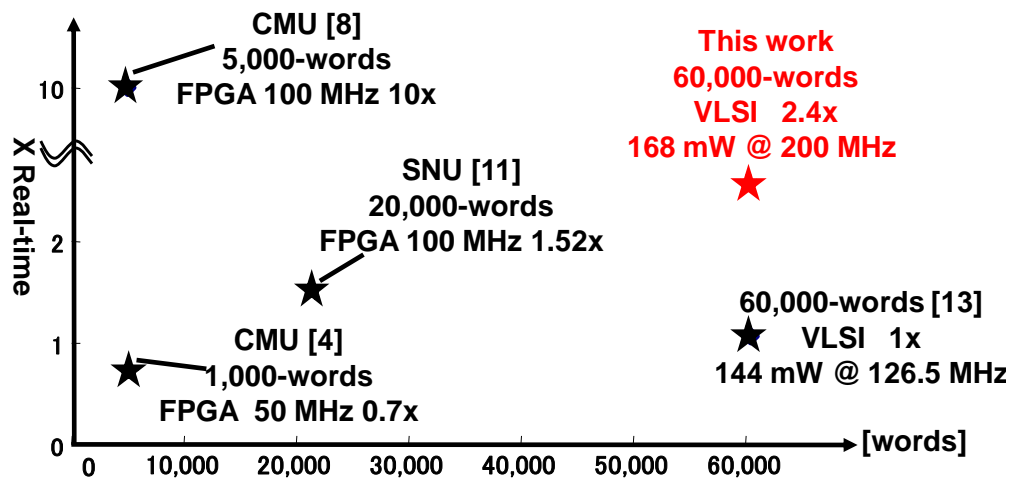 CMU [8]
5,000-words
FPGA 100 MHz 10x
This work
60,000-words
VLSI 2.4x
168 mW @ 200 MHz
SNU [11]
20,000-words
FPGA 100 MHz 1.52x
60,000-words [13]
VLSI 1x
144 mW @ 126.5 MHz
CMU [4]
1,000-words
FPGA 50 MHz 0.7x
X Real-time
10
2
1
0
0 10,000 20,000 30,000 40,000 50,000 60,000
[words]